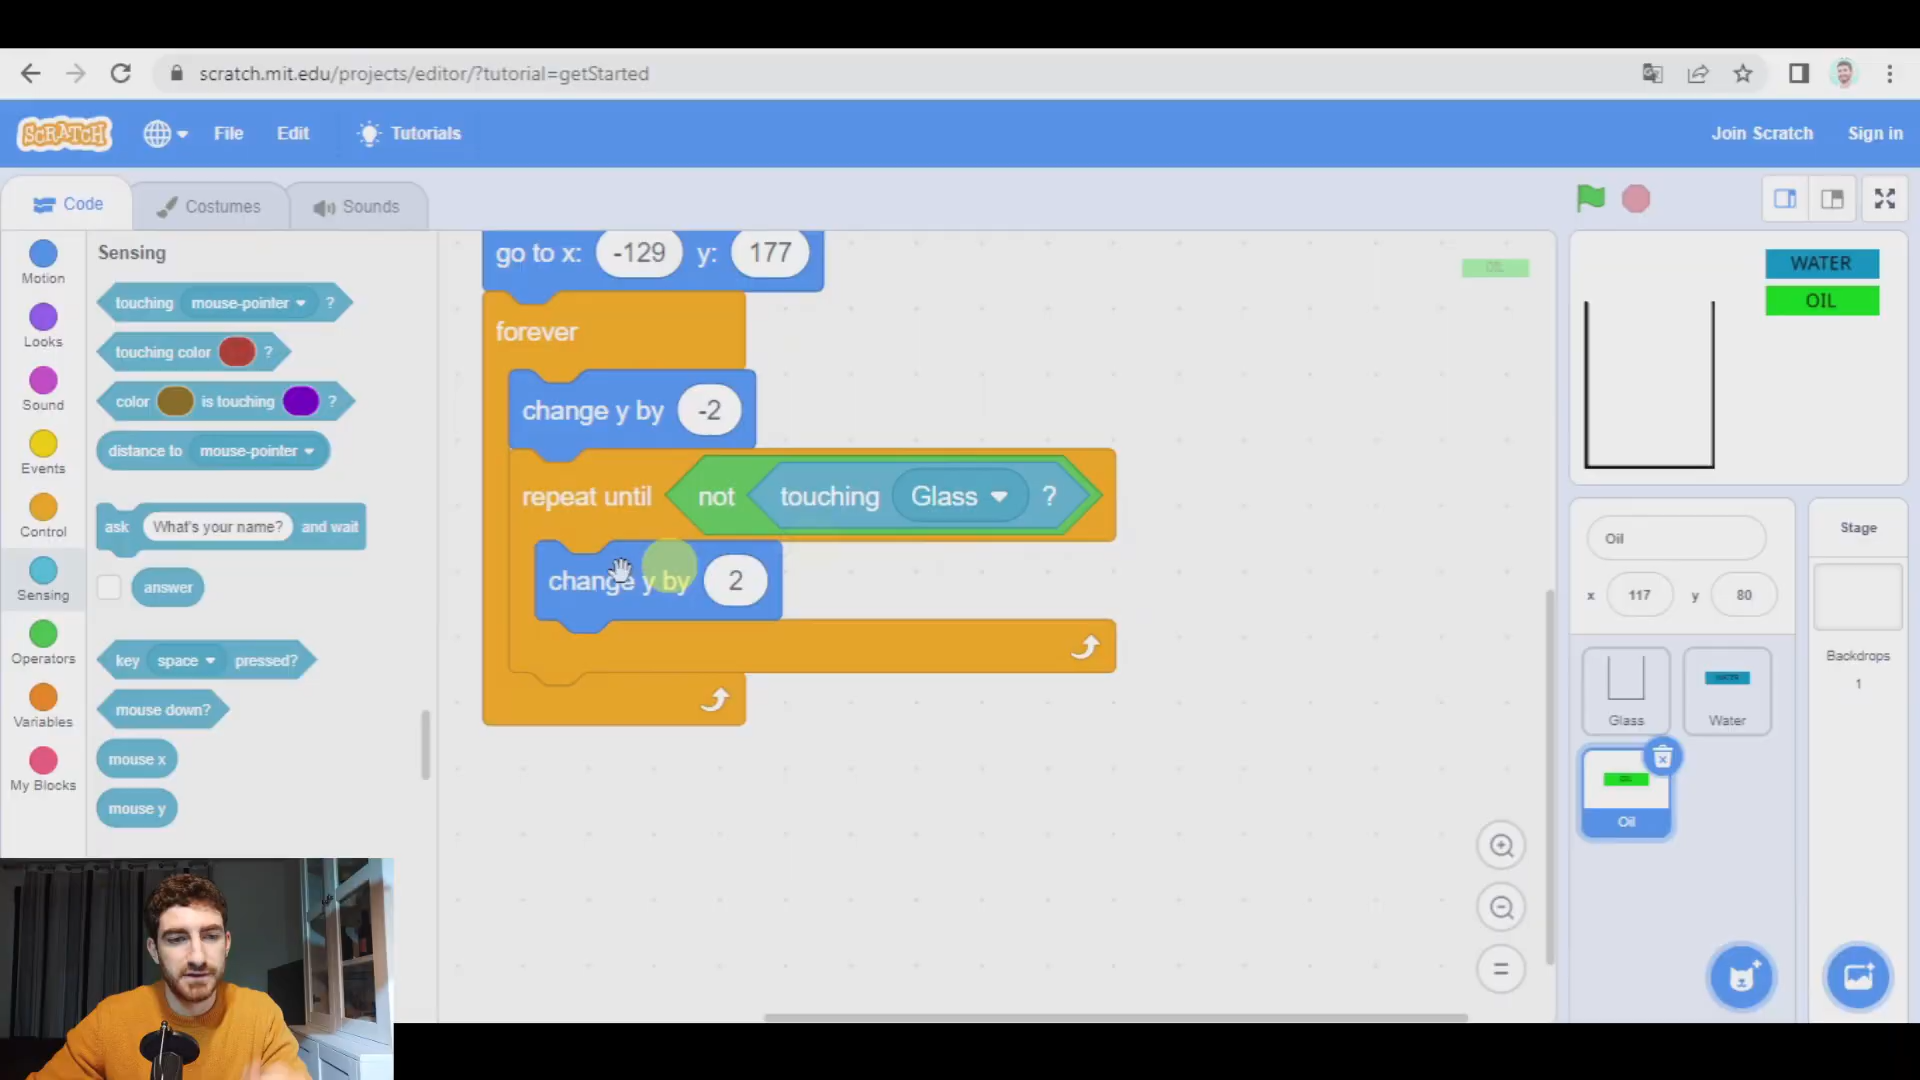 scratch.mit.edu/projects/editor/?tutorial=getStarted
SCRATCH File Edit Tutorials Join Scratch Sign in
Code Costumes Sounds
Motion
Looks
Sound
Events
Control
Sensing
Operators
Variables
My Blocks
Sensing
touching mouse-pointer ?
touching color ?
color is touching ?
distance to mouse-pointer
ask What's your name? and wait
answer
key space pressed?
mouse down?
mouse x
mouse y
go to x: -129 y: 177
forever
change y by -2
repeat until not touching Glass ?
change y by 2
OIL
WATER
OIL
Oil
x 117 y 80
Glass
WATER
Water
OIL
Oil
Stage
Backdrops
1